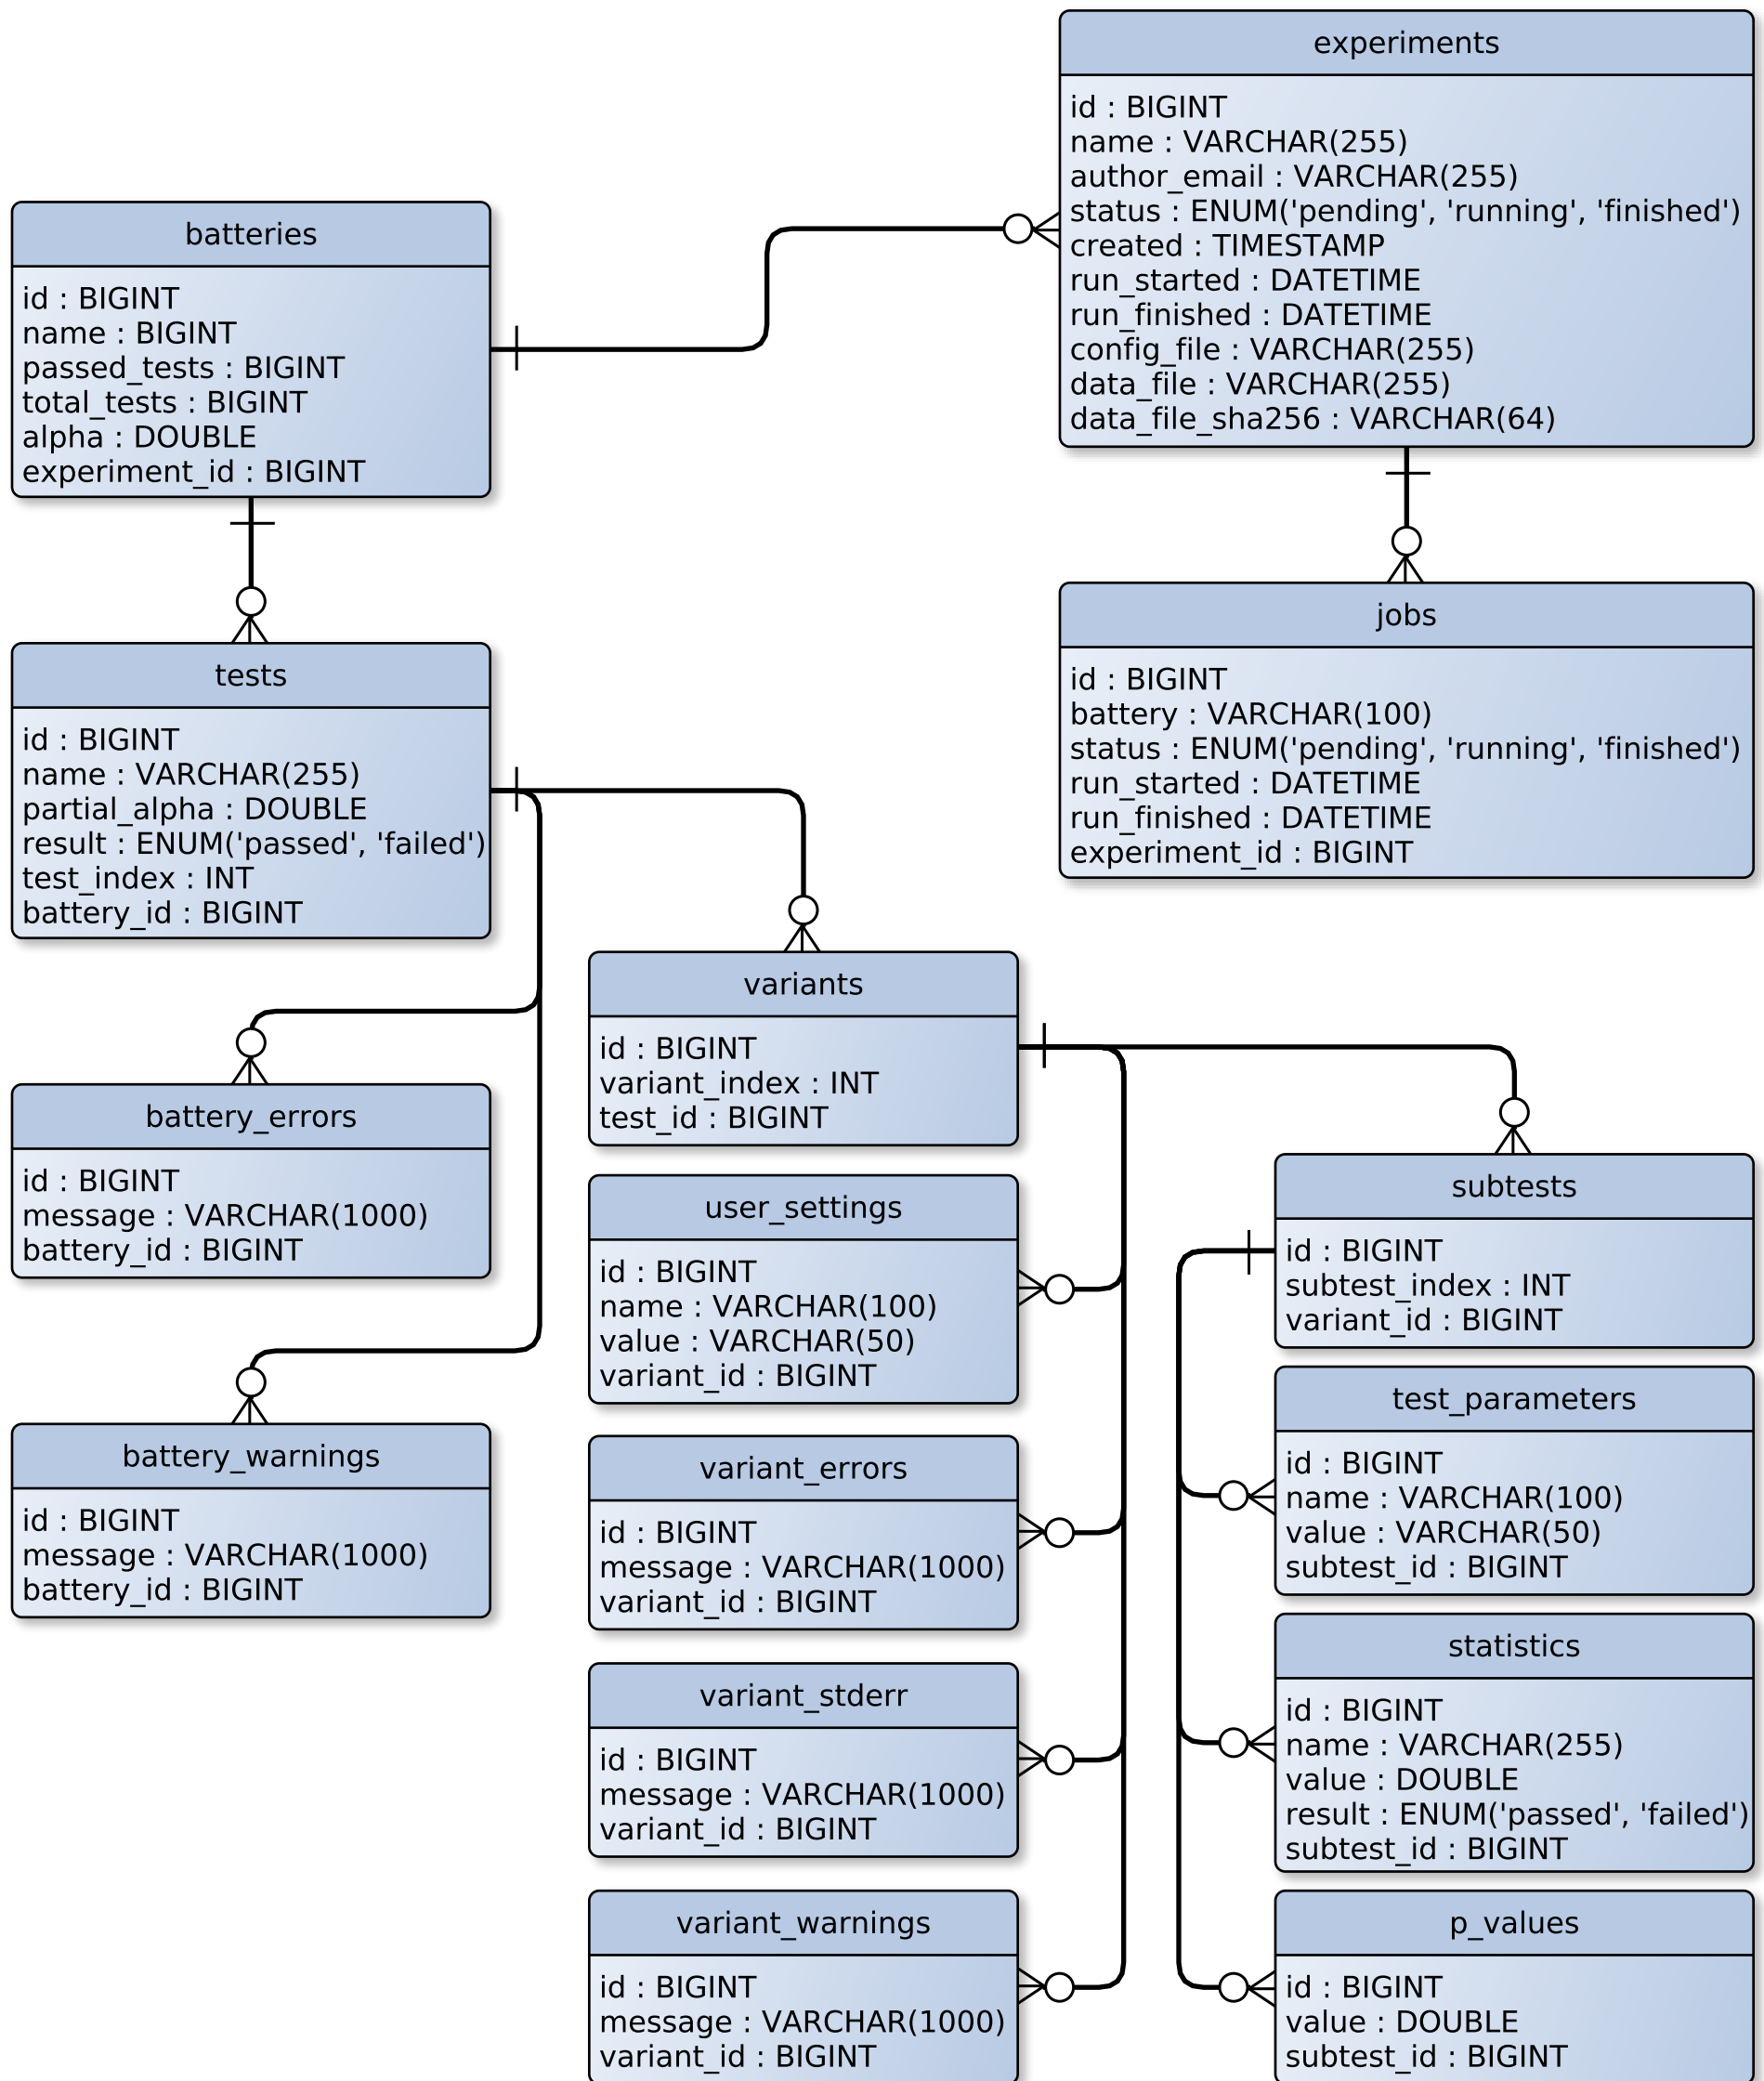 experiments
id : BIGINT
name : VARCHAR(255)
author_email : VARCHAR(255)
status : ENUM('pending', 'running', 'finished')
created : TIMESTAMP
run_started : DATETIME
run_finished : DATETIME
config_file : VARCHAR(255)
data_file : VARCHAR(255)
data_file_sha256 : VARCHAR(64)
batteries
id : BIGINT
name : BIGINT
passed_tests : BIGINT
total_tests : BIGINT
alpha : DOUBLE
experiment_id : BIGINT
jobs
id : BIGINT
battery : VARCHAR(100)
status : ENUM('pending', 'running', 'finished')
run_started : DATETIME
run_finished : DATETIME
experiment_id : BIGINT
tests
id : BIGINT
name : VARCHAR(255)
partial_alpha : DOUBLE
result : ENUM('passed', 'failed')
test_index : INT
battery_id : BIGINT
variants
id : BIGINT
variant_index : INT
test_id : BIGINT
battery_errors
id : BIGINT
message : VARCHAR(1000)
battery_id : BIGINT
subtests
id : BIGINT
subtest_index : INT
variant_id : BIGINT
user_settings
id : BIGINT
name : VARCHAR(100)
value : VARCHAR(50)
variant_id : BIGINT
test_parameters
id : BIGINT
name : VARCHAR(100)
value : VARCHAR(50)
subtest_id : BIGINT
battery_warnings
id : BIGINT
message : VARCHAR(1000)
battery_id : BIGINT
variant_errors
id : BIGINT
message : VARCHAR(1000)
variant_id : BIGINT
statistics
id : BIGINT
name : VARCHAR(255)
value : DOUBLE
result : ENUM('passed', 'failed')
subtest_id : BIGINT
variant_stderr
id : BIGINT
message : VARCHAR(1000)
variant_id : BIGINT
variant_warnings
id : BIGINT
message : VARCHAR(1000)
variant_id : BIGINT
p_values
id : BIGINT
value : DOUBLE
subtest_id : BIGINT